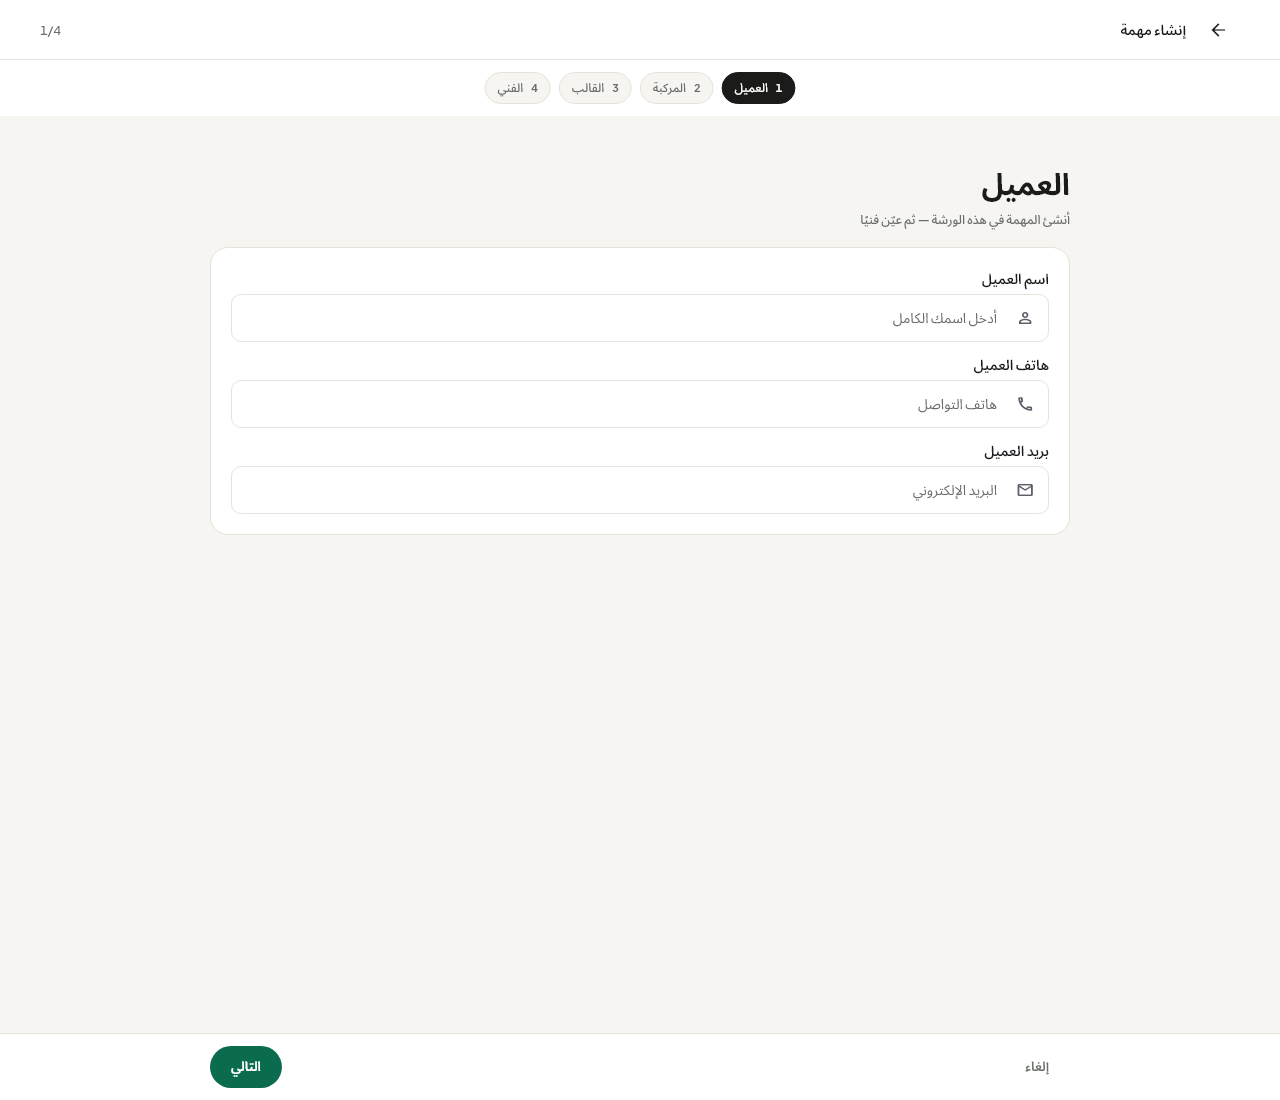 إنشاء مهمة
1/4
1 العميل
2 المركبة
3 القالب
4 الفني
العميل
أنشئ المهمة في هذه الورشة — ثم عيّن فنيًا
اسم العميل
أدخل اسمك الكامل
هاتف العميل
هاتف التواصل
بريد العميل
البريد الإلكتروني
إلغاء
التالي